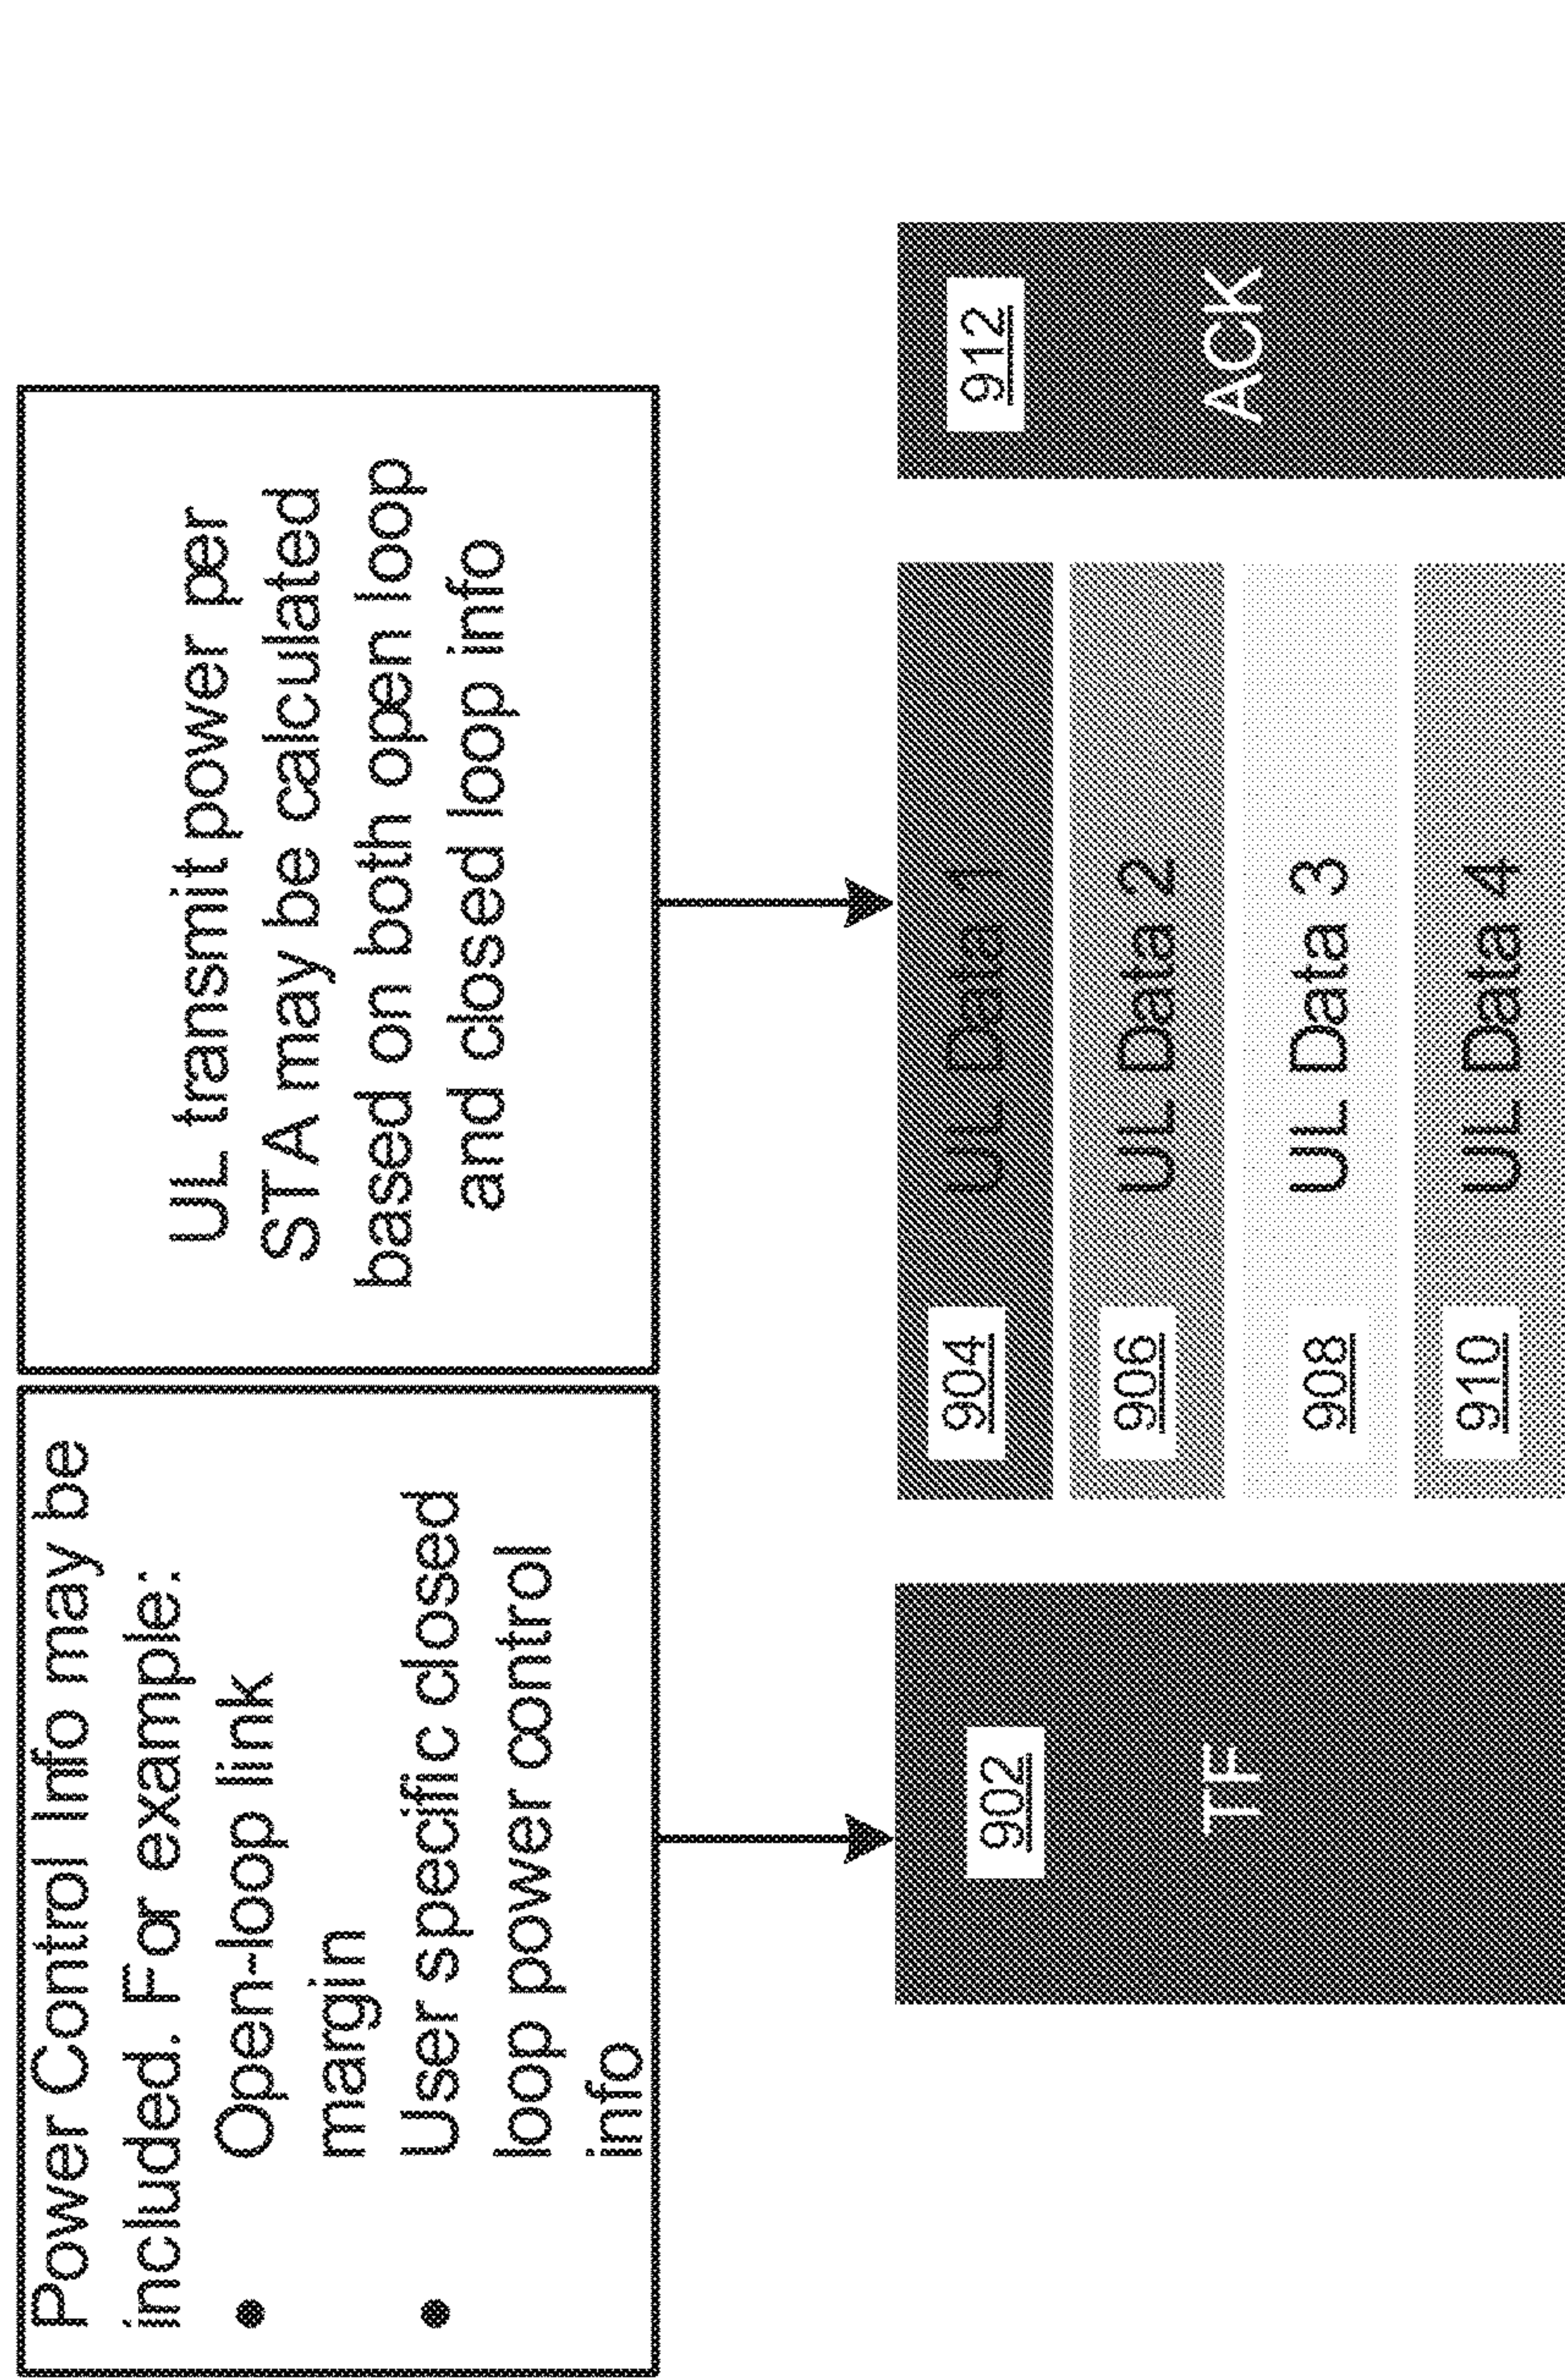 Power Control Info may be
included. For example:
• Open-loop link
margin
• User specific closed
loop power control
info
UL transmit power per
STA may be calculated
based on both open loop
and closed loop info
902
TF
904
UL Data 1
906
UL Data 2
908
UL Data 3
910
UL Data 4
912
ACK